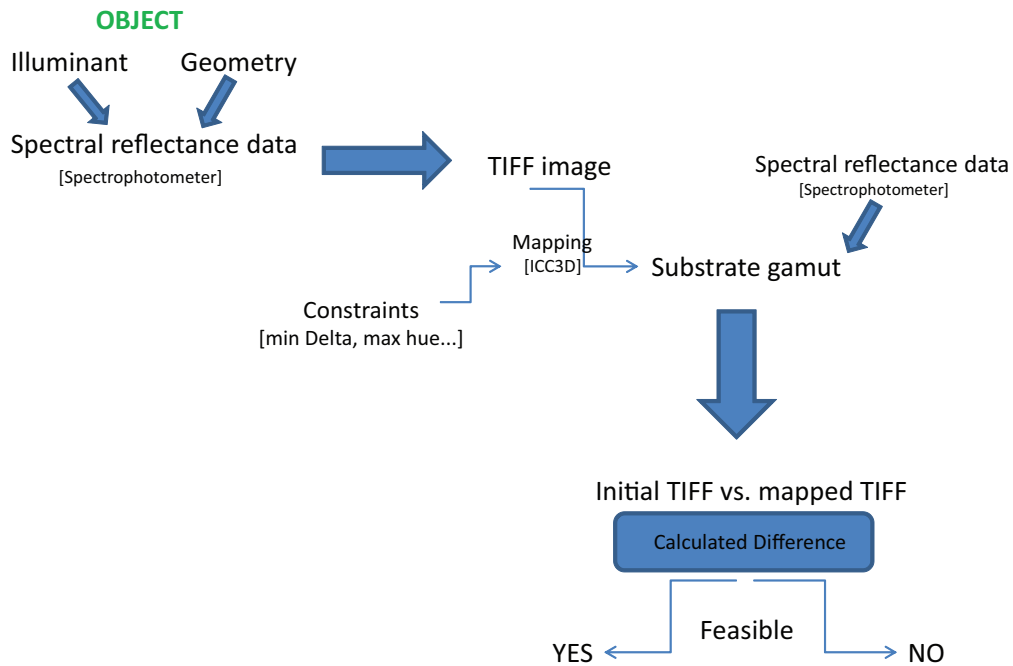 OBJECT
Illuminant
Geometry
Spectral reflectance data
[Spectrophotometer]
TIFF image
Spectral reflectance data
[Spectrophotometer]
Mapping
[ICC3D]
Substrate gamut
Constraints
[min Delta, max hue...]
Initial TIFF vs. mapped TIFF
Calculated Difference
Feasible
YES
NO